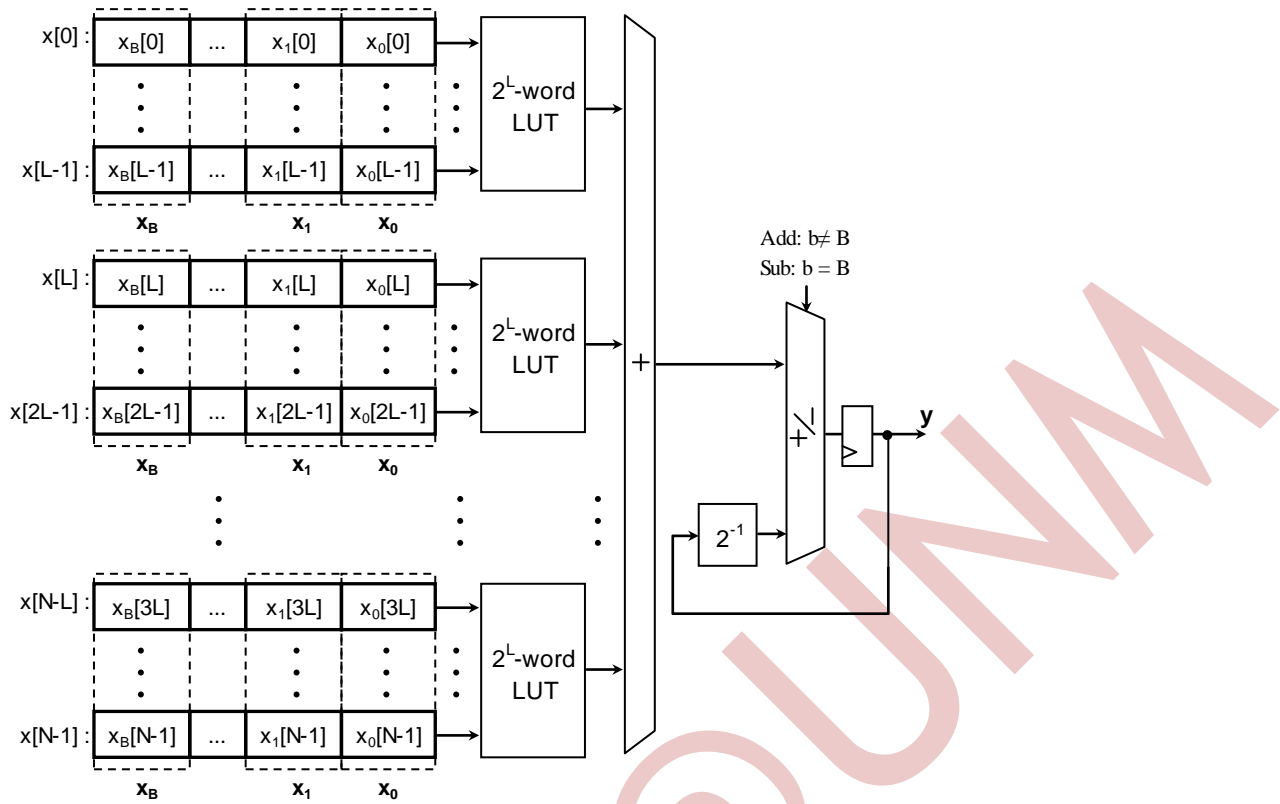 x[0] : x_B[0] ... x_1[0] x_0[0]
2^L-word
LUT
x[L-1] : x_B[L-1] ... x_1[L-1] x_0[L-1]
x_B x_1 x_0
Add: b≠ B
Sub: b = B
x[L] : x_B[L] ... x_1[L] x_0[L]
2^L-word
LUT
+
x[2L-1] : x_B[2L-1] ... x_1[2L-1] x_0[2L-1]
+/-
y
x_B x_1 x_0
2^-1
x[N-L] : x_B[3L] ... x_1[3L] x_0[3L]
2^L-word
LUT
x[N-1] : x_B[N-1] ... x_1[N-1] x_0[N-1]
x_B x_1 x_0
UNM